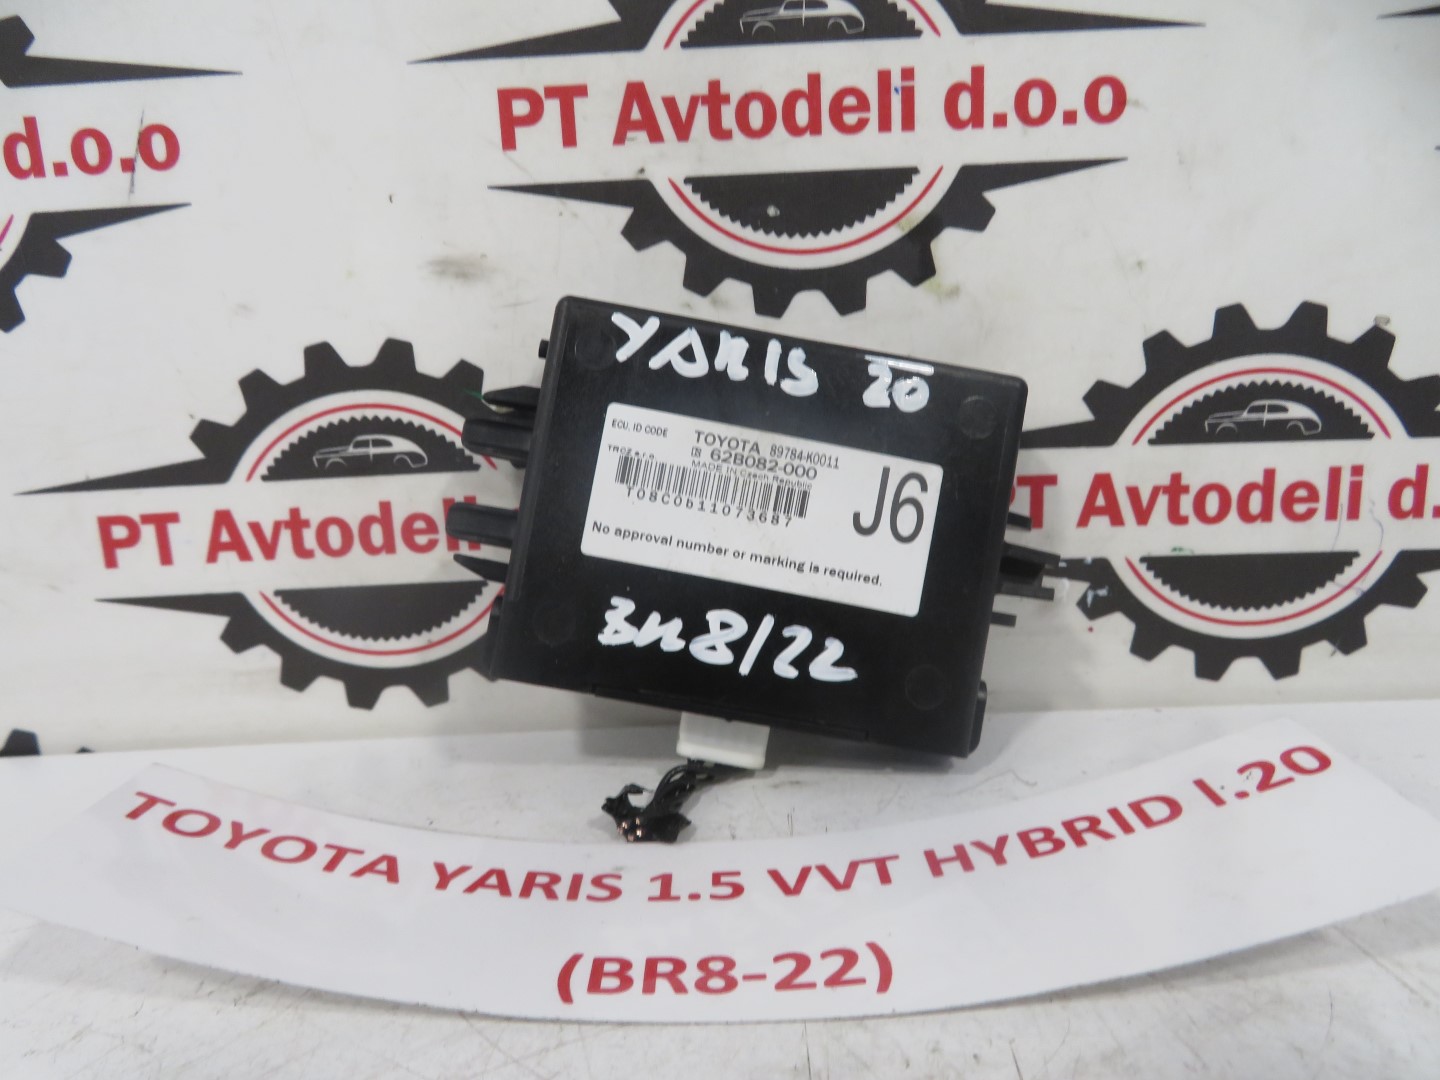 d.o.o
PT Avtodeli d.o.o
PT Avtodeli
PT Avtodeli d.
YARIS 20
ECU, ID CODE
TOYOTA 89784-K0011
62B082-000
MADE IN Czech Republic
T08C0b11073687
J6
No approval number or marking is required.
BR8/22
TOYOTA YARIS 1.5 VVT HYBRID l.20
(BR8-22)